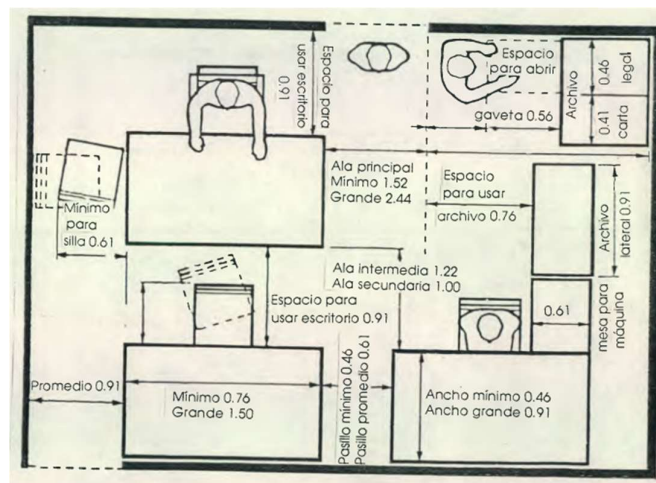 Espacio para
usar escritorio
0.91
Espacio
para abrir
gaveta 0.56
Archivo
0.46
legal
0.41
carta
Ala principal
Mínimo 1.52
Grande 2.44
Espacio
para usar
archivo 0.76
Archivo
lateral 0.91
Mínimo
para
silla 0.61
Ala intermedia 1.22
Ala secundaria 1.00
Espacio para
usar escritorio 0.91
0.61
mesa para
máquina
Promedio 0.91
Mínimo 0.76
Grande 1.50
Pasillo mínimo 0.46
Pasillo promedio 0.61
Ancho mínimo 0.46
Ancho grande 0.91